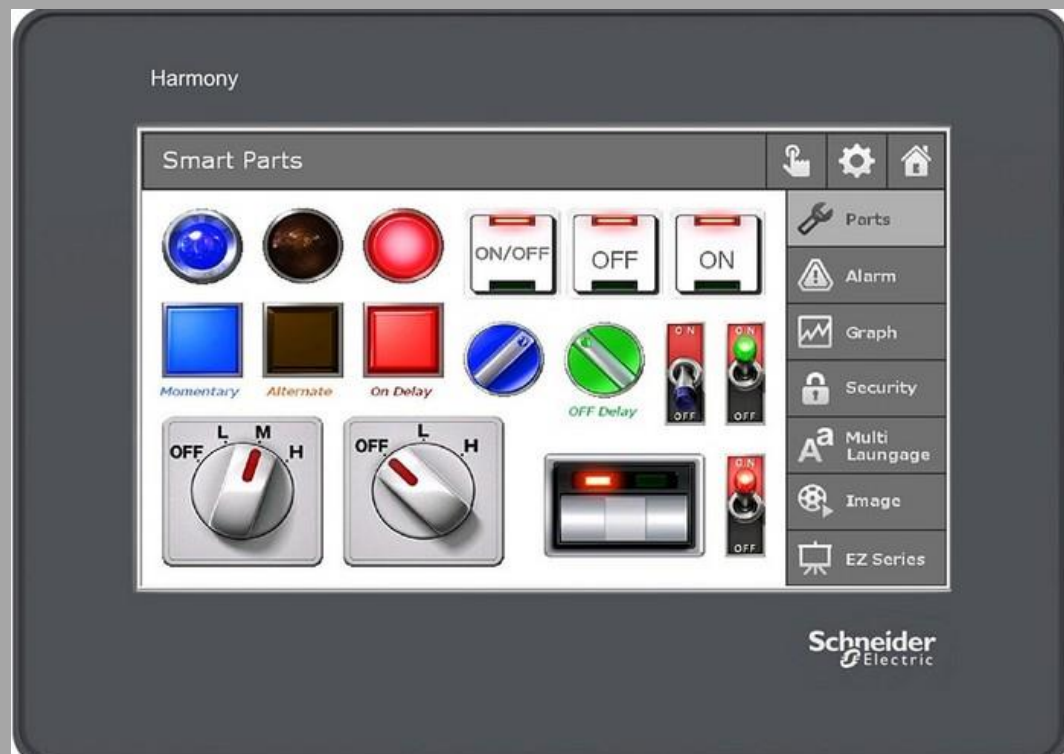 Harmony
Smart Parts
ON/OFF
OFF
ON
Parts
Alarm
Graph
Security
Multi
Laungage
Image
EZ Series
Momentary
Alternate
On Delay
OFF Delay
ON
OFF
ON
OFF
OFF
L
M
H
OFF
L
H
ON
OFF
Schneider
Electric